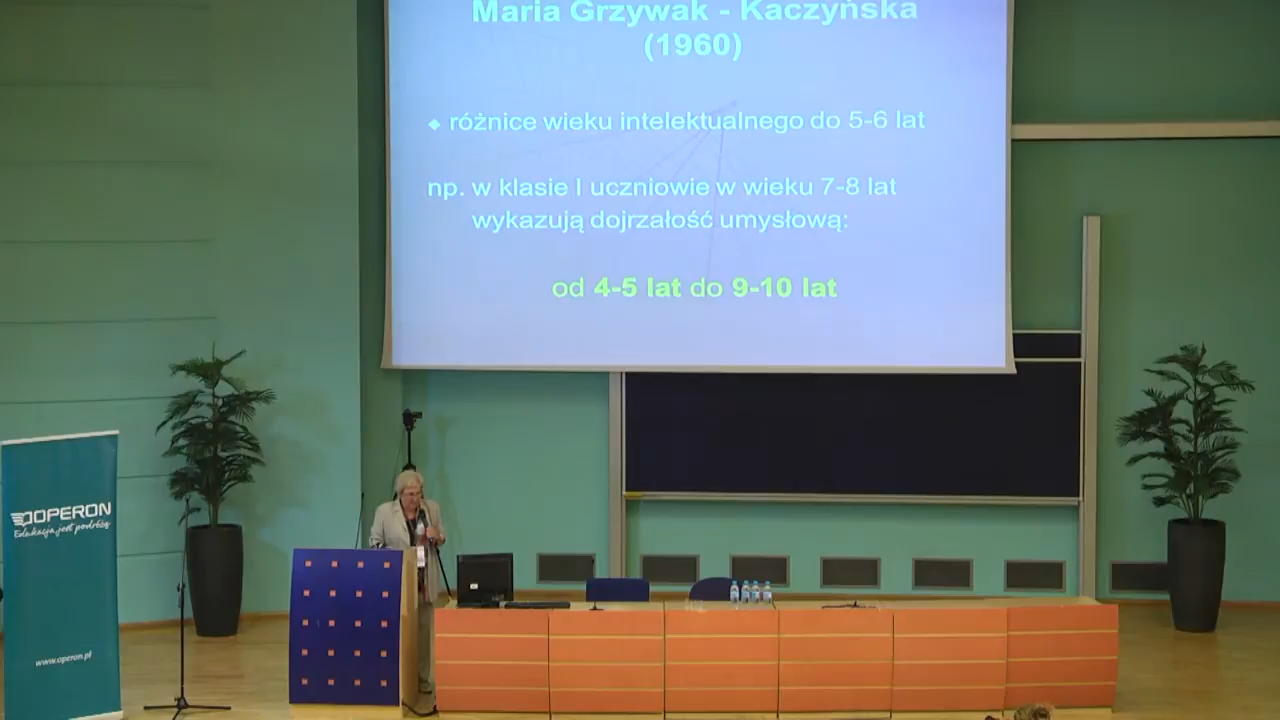 Maria Grzywak - Kaczyńska
(1960)
różnice wieku intelektualnego do 5-6 lat
np. w klasie I uczniowie w wieku 7-8 lat
wykazują dojrzałość umysłową:
od 4-5 lat do 9-10 lat
OPERON
Edukacja jest podróżą
www.operon.pl